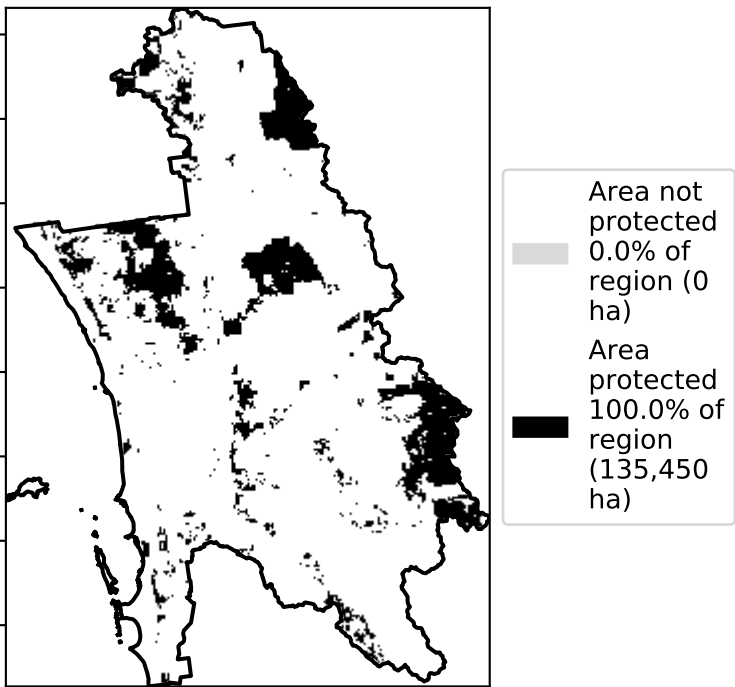 Area not
protected
0.0% of
region (0
ha)
Area
protected
100.0% of
region
(135,450
ha)